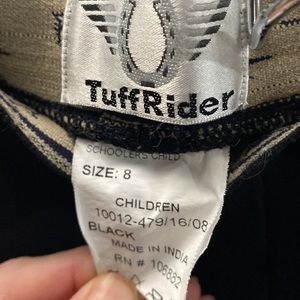 TuffRider
SCHOOLERS CHILD
SIZE: 8
CHILDREN
10012-479/16/08
BLACK
MADE IN INDIA
RN # 106882